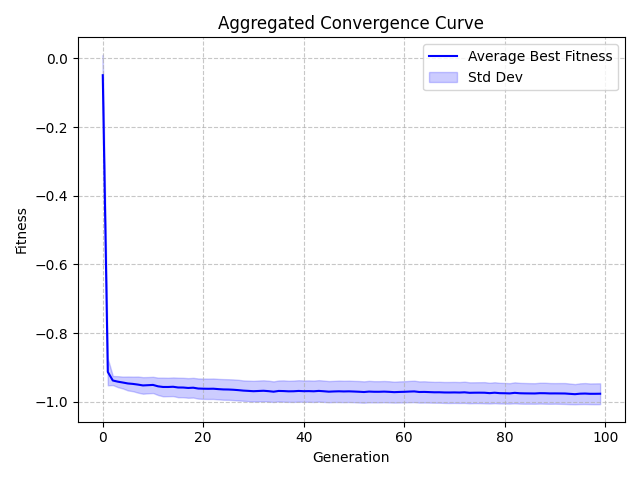 Aggregated Convergence Curve
Average Best Fitness
Std Dev
Fitness
0.0
−0.2
−0.4
−0.6
−0.8
−1.0
0 20 40 60 80 100
Generation